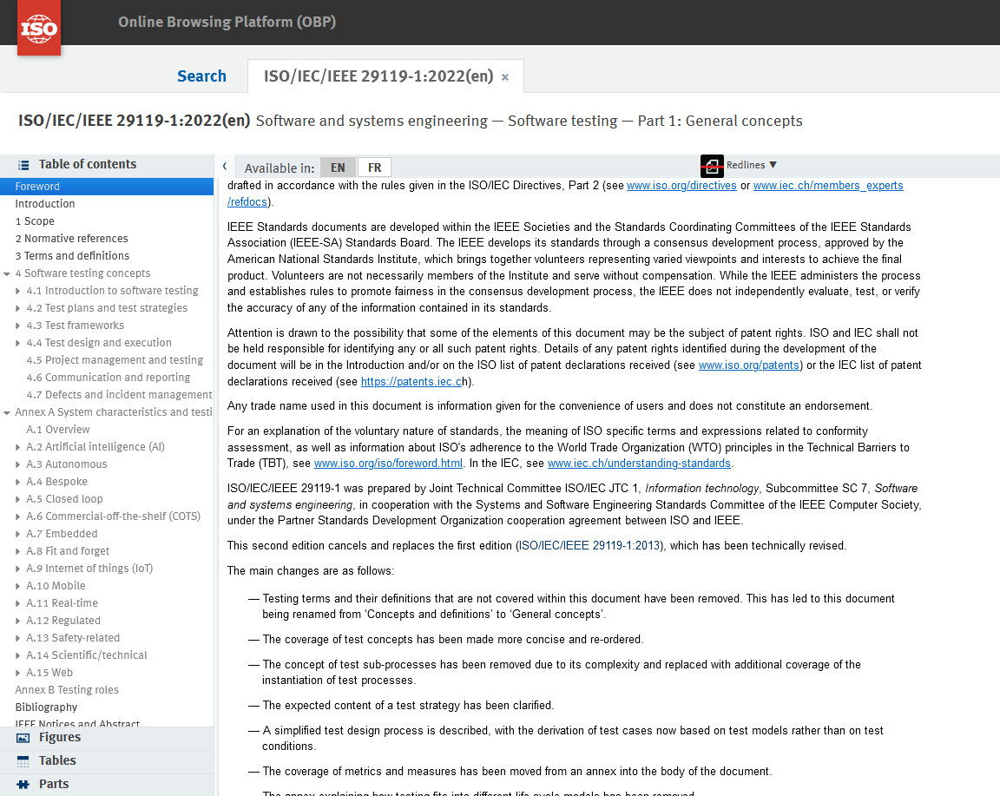 ISO
Online Browsing Platform (OBP)
Search
ISO/IEC/IEEE 29119-1:2022(en) ×
ISO/IEC/IEEE 29119-1:2022(en) Software and systems engineering — Software testing — Part 1: General concepts
Table of contents
Foreword
Introduction
1 Scope
2 Normative references
3 Terms and definitions
4 Software testing concepts
4.1 Introduction to software testing
4.2 Test plans and test strategies
4.3 Test frameworks
4.4 Test design and execution
4.5 Project management and testing
4.6 Communication and reporting
4.7 Defects and incident management
Annex A System characteristics and testi
A.1 Overview
A.2 Artificial intelligence (AI)
A.3 Autonomous
A.4 Bespoke
A.5 Closed loop
A.6 Commercial-off-the-shelf (COTS)
A.7 Embedded
A.8 Fit and forget
A.9 Internet of things (IoT)
A.10 Mobile
A.11 Real-time
A.12 Regulated
A.13 Safety-related
A.14 Scientific/technical
A.15 Web
Annex B Testing roles
Bibliography
IEEE Notices and Abstract
Figures
Tables
Parts
Available in: EN FR
Redlines ▼
drafted in accordance with the rules given in the ISO/IEC Directives, Part 2 (see www.iso.org/directives or www.iec.ch/members_experts
/refdocs).
IEEE Standards documents are developed within the IEEE Societies and the Standards Coordinating Committees of the IEEE Standards
Association (IEEE-SA) Standards Board. The IEEE develops its standards through a consensus development process, approved by the
American National Standards Institute, which brings together volunteers representing varied viewpoints and interests to achieve the final
product. Volunteers are not necessarily members of the Institute and serve without compensation. While the IEEE administers the process
and establishes rules to promote fairness in the consensus development process, the IEEE does not independently evaluate, test, or verify
the accuracy of any of the information contained in its standards.
Attention is drawn to the possibility that some of the elements of this document may be the subject of patent rights. ISO and IEC shall not
be held responsible for identifying any or all such patent rights. Details of any patent rights identified during the development of the
document will be in the Introduction and/or on the ISO list of patent declarations received (see www.iso.org/patents) or the IEC list of patent
declarations received (see https://patents.iec.ch).
Any trade name used in this document is information given for the convenience of users and does not constitute an endorsement.
For an explanation of the voluntary nature of standards, the meaning of ISO specific terms and expressions related to conformity
assessment, as well as information about ISO's adherence to the World Trade Organization (WTO) principles in the Technical Barriers to
Trade (TBT), see www.iso.org/iso/foreword.html. In the IEC, see www.iec.ch/understanding-standards.
ISO/IEC/IEEE 29119-1 was prepared by Joint Technical Committee ISO/IEC JTC 1, Information technology, Subcommittee SC 7, Software
and systems engineering, in cooperation with the Systems and Software Engineering Standards Committee of the IEEE Computer Society,
under the Partner Standards Development Organization cooperation agreement between ISO and IEEE.
This second edition cancels and replaces the first edition (ISO/IEC/IEEE 29119-1:2013), which has been technically revised.
The main changes are as follows:
— Testing terms and their definitions that are not covered within this document have been removed. This has led to this document
being renamed from ‘Concepts and definitions’ to ‘General concepts’.
— The coverage of test concepts has been made more concise and re-ordered.
— The concept of test sub-processes has been removed due to its complexity and replaced with additional coverage of the
instantiation of test processes.
— The expected content of a test strategy has been clarified.
— A simplified test design process is described, with the derivation of test cases now based on test models rather than on test
conditions.
— The coverage of metrics and measures has been moved from an annex into the body of the document.
— The annex explaining how testing fits into different life cycle models has been removed.